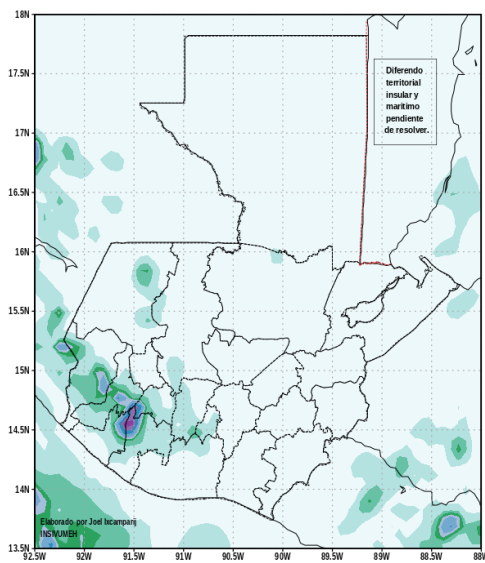 18N
17.5N
17N
16.5N
16N
15.5N
15N
14.5N
14N
13.5N
Diferendo
territorial
insular y
maritimo
pendiente
de resolver.
Elaborado por Joel Ixcamparij
INSIVUMEH
92.5W 92W 91.5W 91W 90.5W 90W 89.5W 89W 88.5W 88W